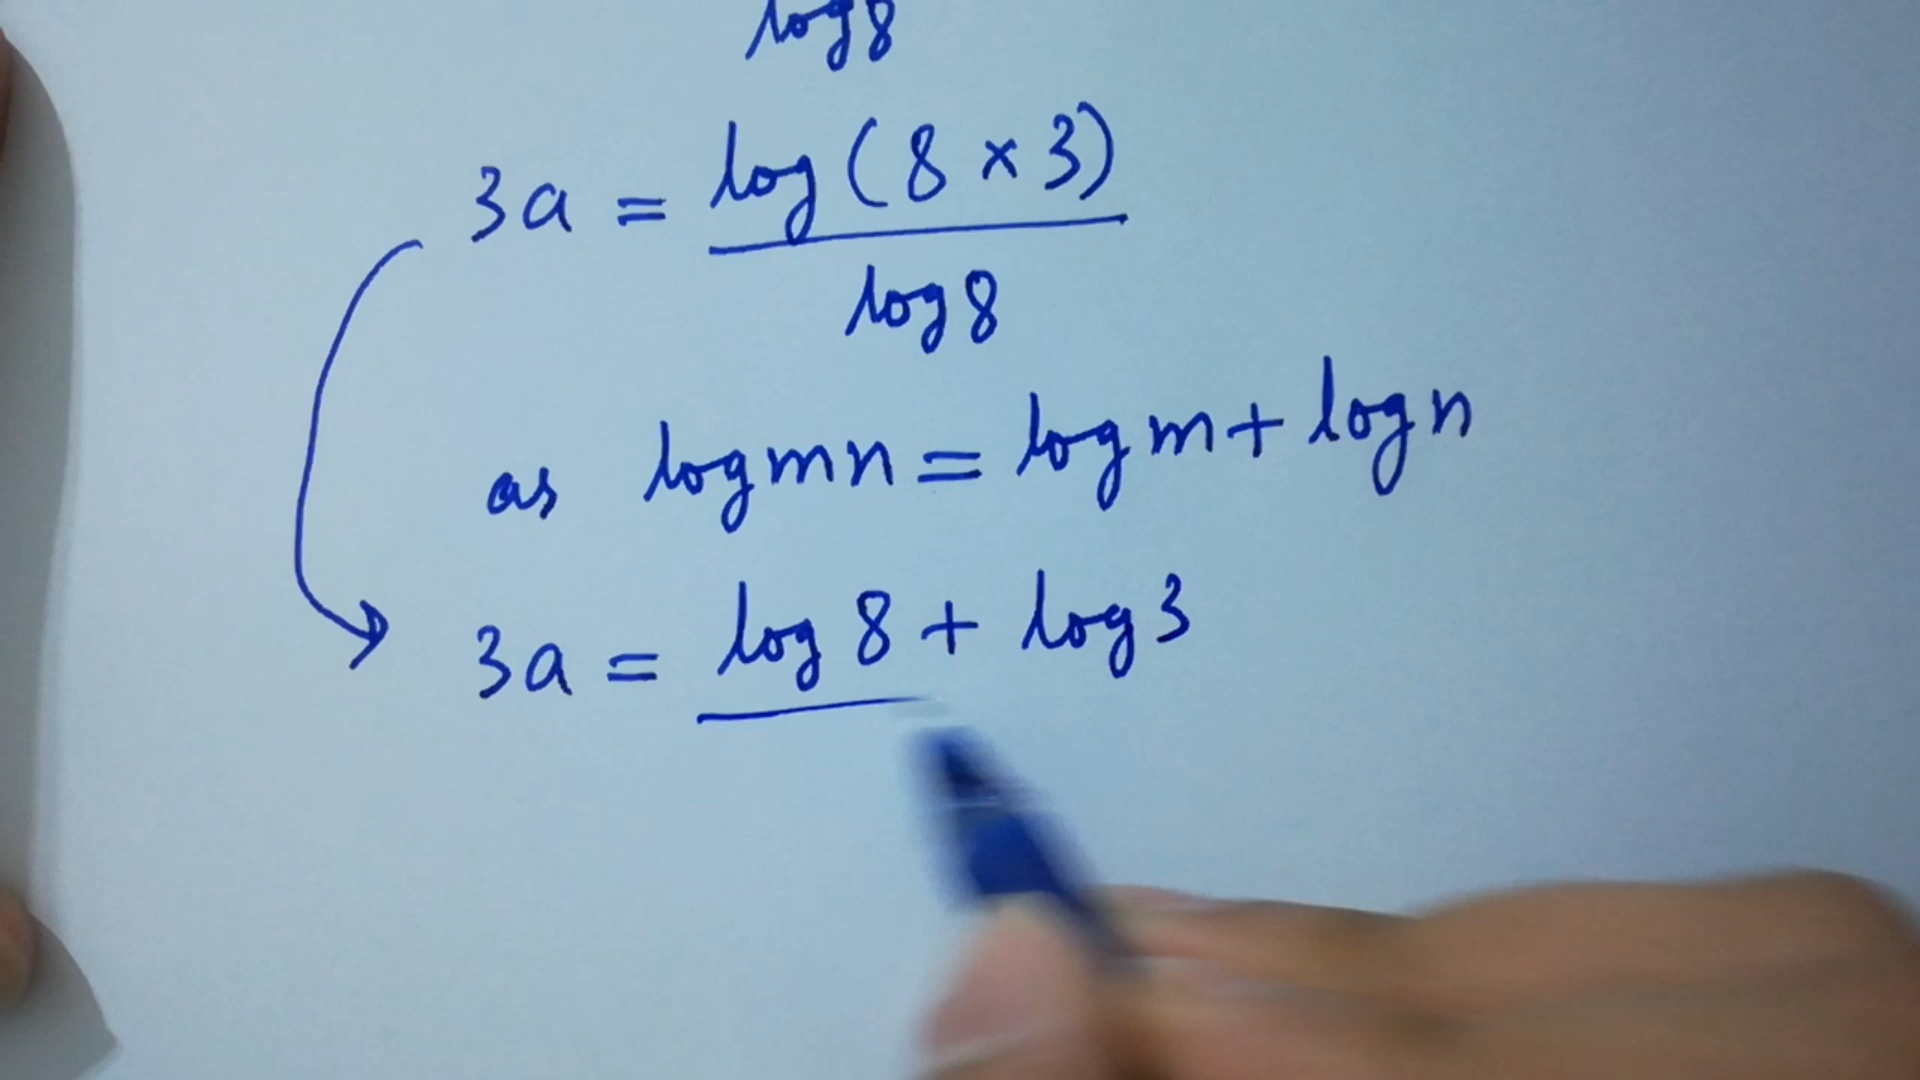 log8
3a = log(8 × 3)
log8
as logmn = logm + logn
3a = log8 + log3